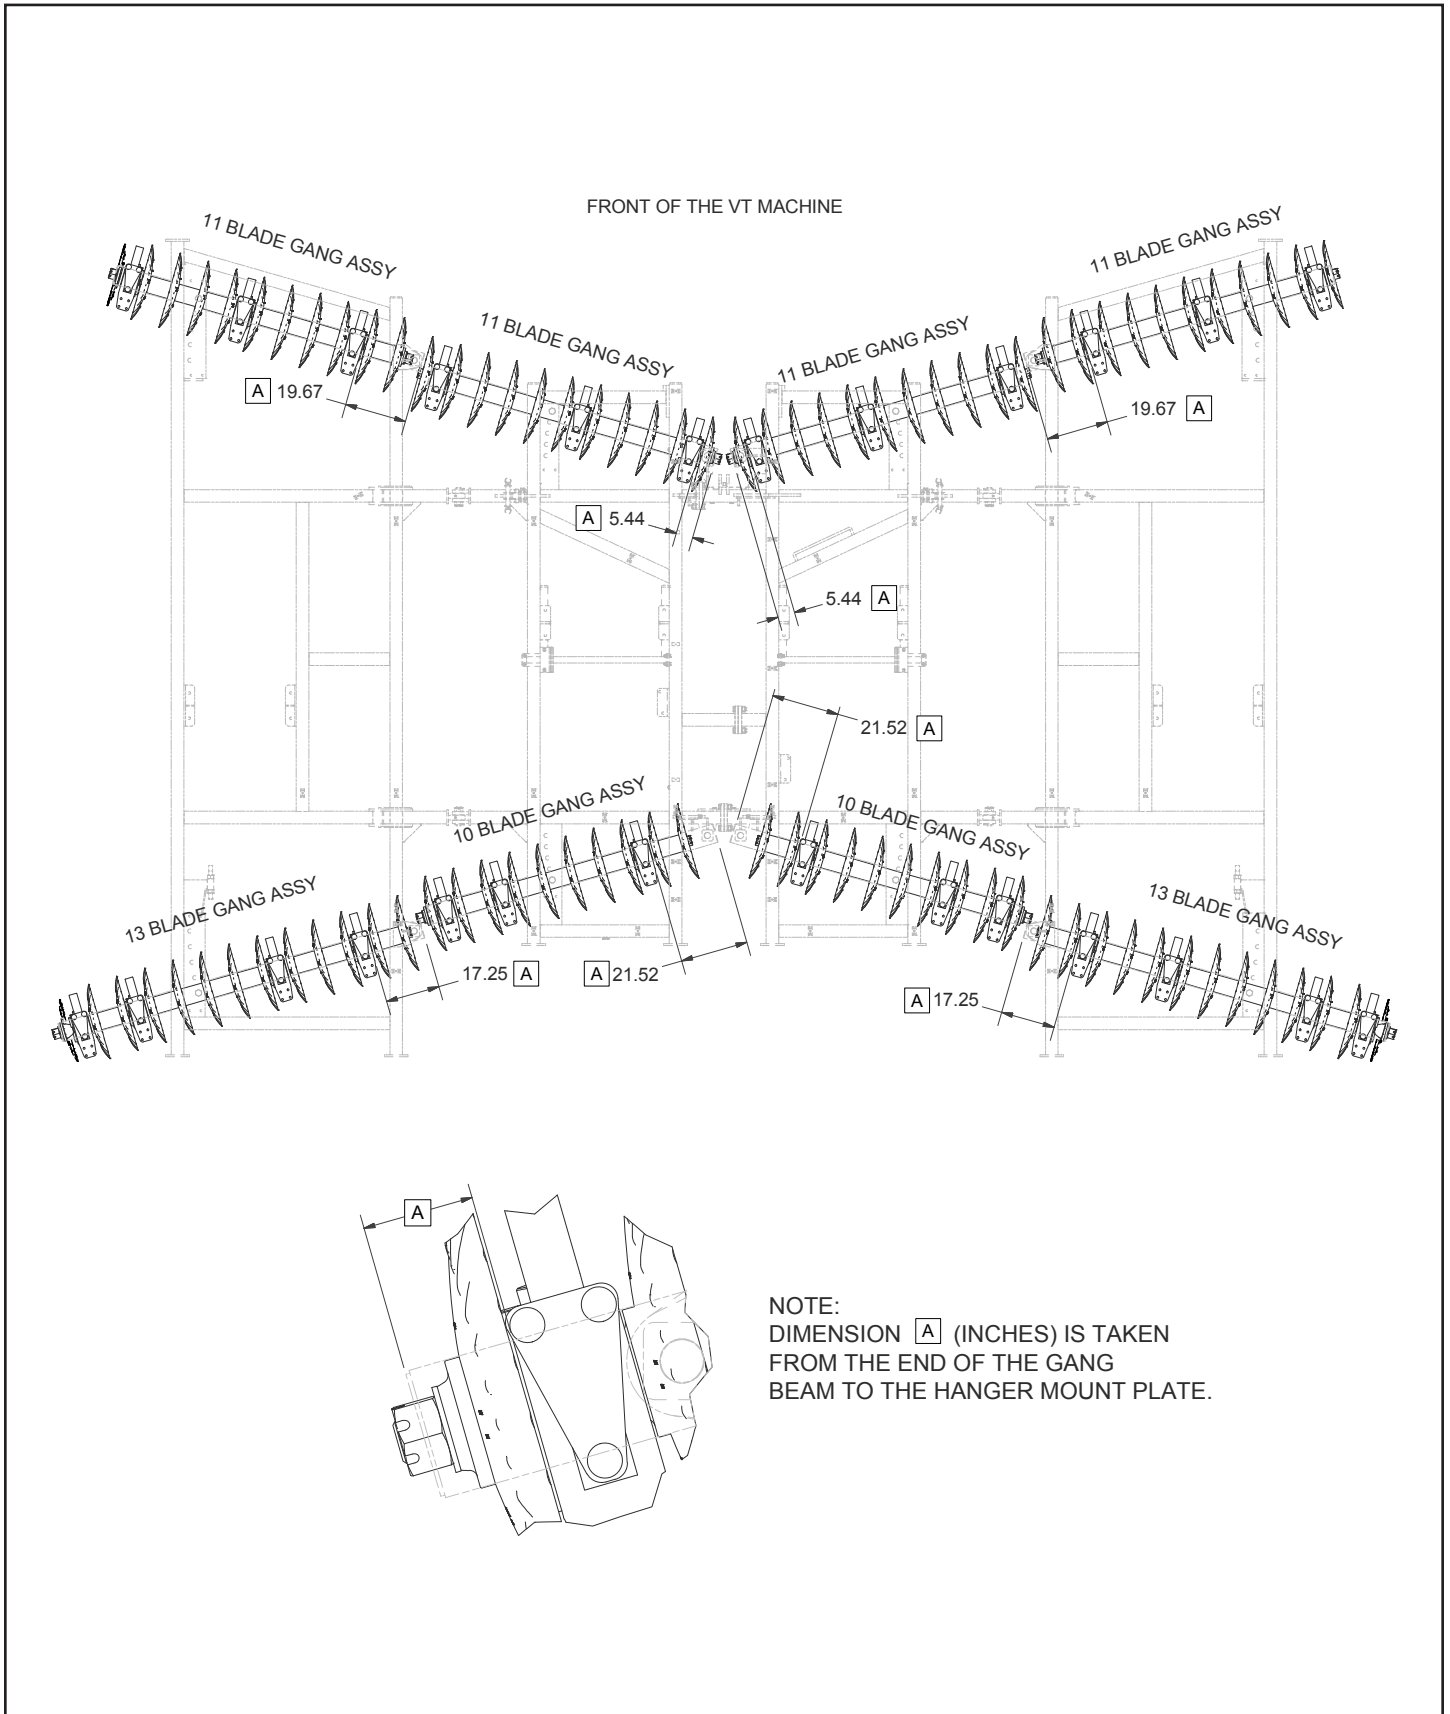 FRONT OF THE VT MACHINE
11 BLADE GANG ASSY
11 BLADE GANG ASSY
11 BLADE GANG ASSY
11 BLADE GANG ASSY
A 19.67
19.67 A
A 5.44
5.44 A
21.52 A
10 BLADE GANG ASSY
10 BLADE GANG ASSY
13 BLADE GANG ASSY
13 BLADE GANG ASSY
17.25 A
A 21.52
A 17.25
A
NOTE:
DIMENSION A (INCHES) IS TAKEN
FROM THE END OF THE GANG
BEAM TO THE HANGER MOUNT PLATE.